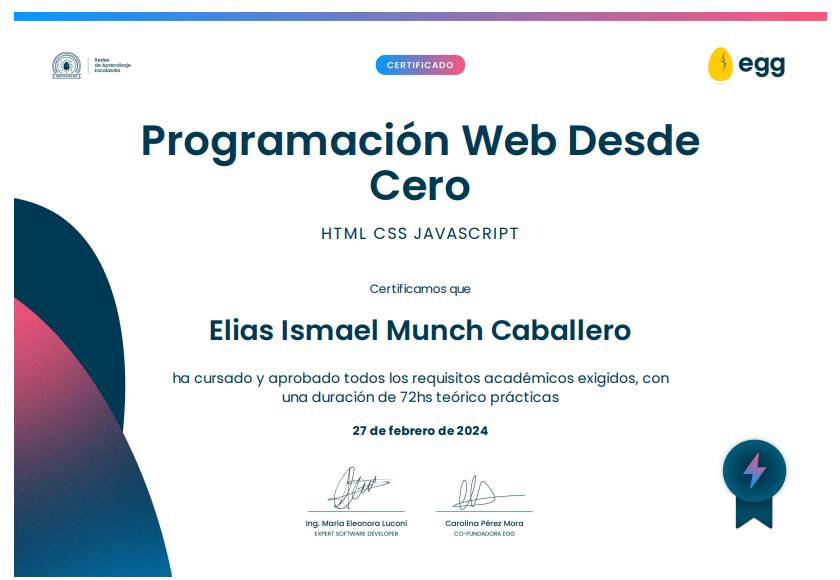 Redes
de Aprendizaje
Escalables
CERTIFICADO
egg
Programación Web Desde
Cero
HTML CSS JAVASCRIPT
Certificamos que
Elias Ismael Munch Caballero
ha cursado y aprobado todos los requisitos académicos exigidos, con
una duración de 72hs teórico prácticas
27 de febrero de 2024
Ing. Maria Eleonora Luconi
EXPERT SOFTWARE DEVELOPER
Carolina Pérez Mora
CO-FUNDADORA EGG